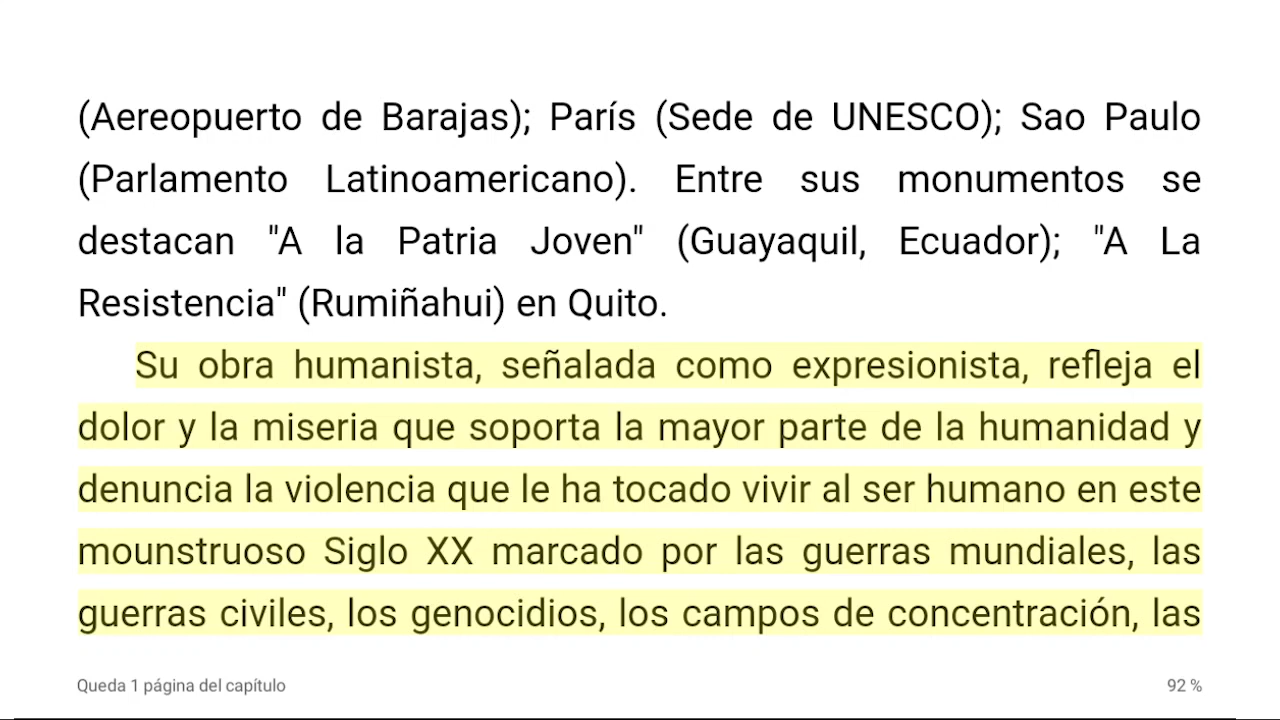 (Aereopuerto de Barajas); París (Sede de UNESCO); Sao Paulo
(Parlamento Latinoamericano). Entre sus monumentos se
destacan "A la Patria Joven" (Guayaquil, Ecuador); "A La
Resistencia" (Rumiñahui) en Quito.
Su obra humanista, señalada como expresionista, refleja el
dolor y la miseria que soporta la mayor parte de la humanidad y
denuncia la violencia que le ha tocado vivir al ser humano en este
mounstruoso Siglo XX marcado por las guerras mundiales, las
guerras civiles, los genocidios, los campos de concentración, las
Queda 1 página del capítulo
92 %